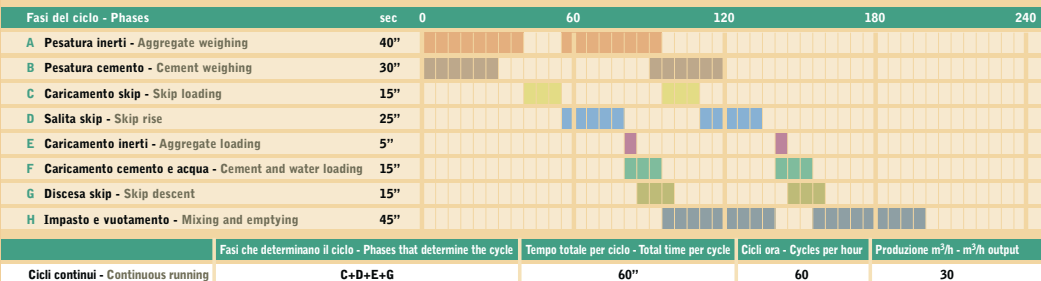 Fasi del ciclo - Phases sec 0 60 120 180 240
A Pesatura inerti - Aggregate weighing 40”
B Pesatura cemento - Cement weighing 30”
C Caricamento skip - Skip loading 15”
D Salita skip - Skip rise 25”
E Caricamento inerti - Aggregate loading 5”
F Caricamento cemento e acqua - Cement and water loading 15”
G Discesa skip - Skip descent 15”
H Impasto e vuotamento - Mixing and emptying 45”
Fasi che determinano il ciclo - Phases that determine the cycle Tempo totale per ciclo - Total time per cycle Cicli ora - Cycles per hour Produzione m³/h - m³/h output
Cicli continui - Continuous running C+D+E+G 60” 60 30